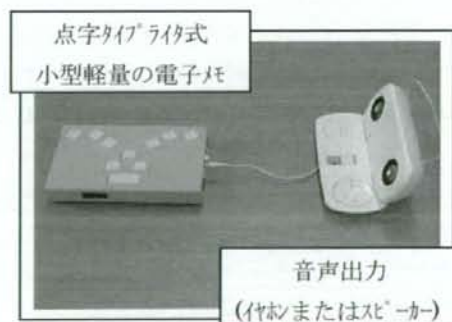 点字ﾀｲﾌﾟﾗｲﾀ式
小型軽量の電子ﾒﾓ
音声出力
(ｲﾔﾎﾝまたはｽﾋﾟｰｶｰ)